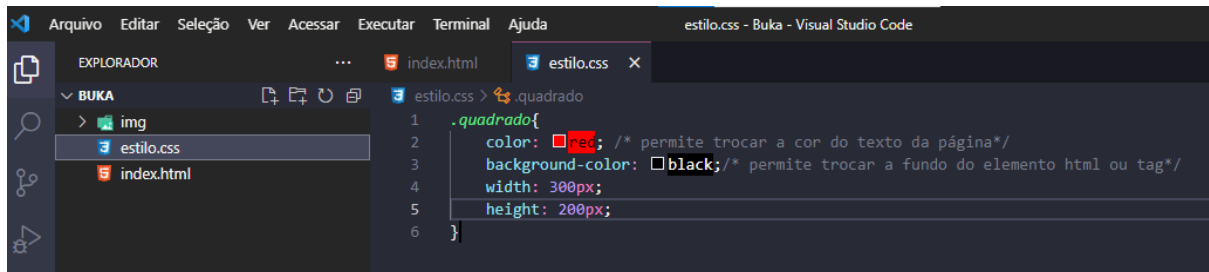 Arquivo Editar Seleção Ver Acessar Executar Terminal Ajuda estilo.css - Buka - Visual Studio Code
EXPLORADOR ... index.html estilo.css
BUKA estilo.css > .quadrado
img
estilo.css
index.html
1 .quadrado{
2 color: red; /* permite trocar a cor do texto da página*/
3 background-color: black;/* permite trocar a fundo do elemento html ou tag*/
4 width: 300px;
5 height: 200px;
6 }